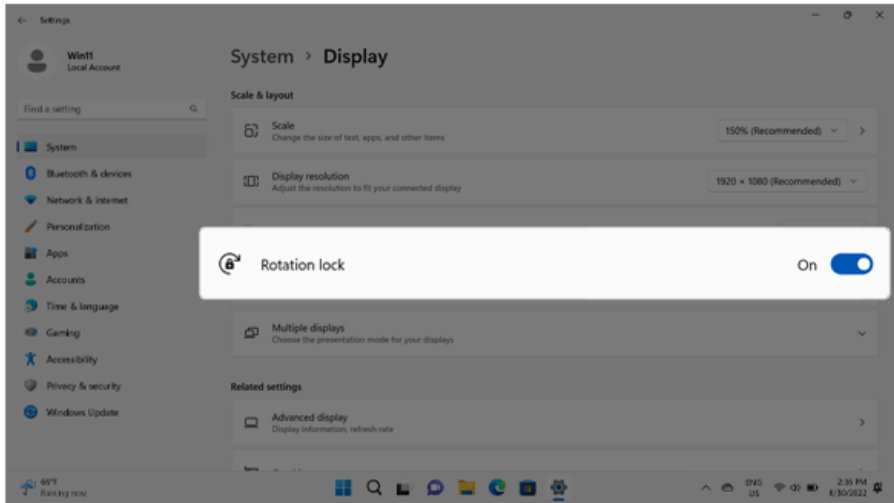 Settings
Win11
Local Account
System > Display
Find a setting
Scale & layout
Scale
Change the size of text, apps, and other items
150% (Recommended)
System
Display resolution
Adjust the resolution to fit your connected display
1920 × 1080 (Recommended)
Bluetooth & devices
Network & internet
Personalization
Apps
Rotation lock
On
Accounts
Time & language
Gaming
Multiple displays
Choose the presentation mode for your displays
Accessibility
Privacy & security
Related settings
Windows Update
Advanced display
Display information, refresh rate
66°F
Raining now
ENG
US
2:36 PM
6/30/2022